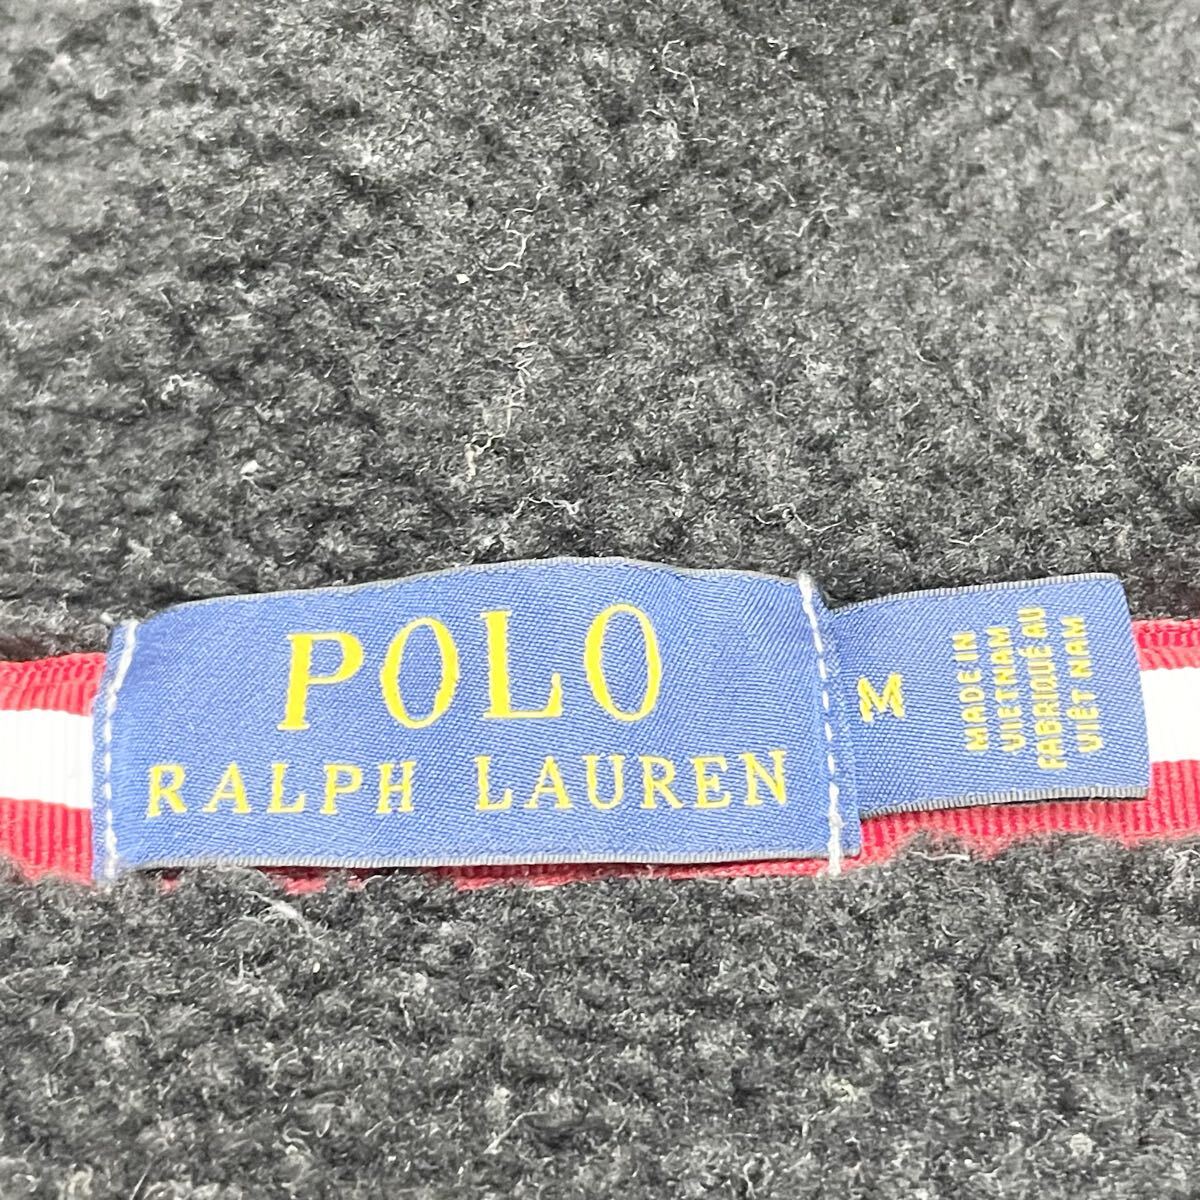 POLO
RALPH LAUREN
M
MADE IN
VIETNAM
FABRIQUÉ AU
VIÊT NAM